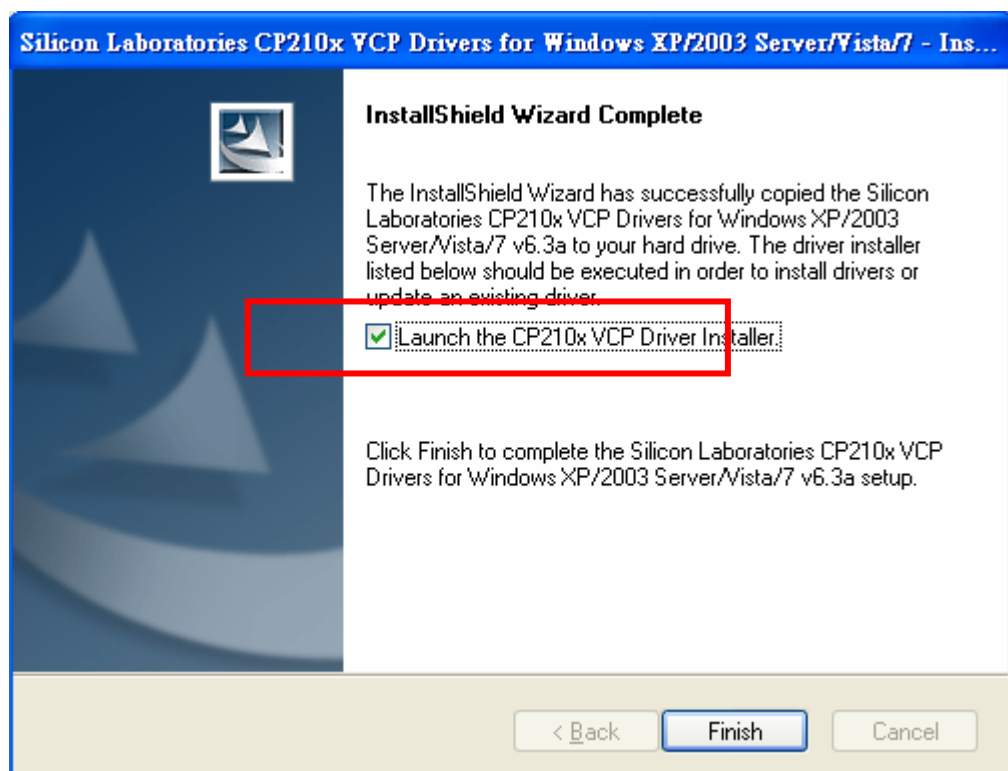 Silicon Laboratories CP210x VCP Drivers for Windows XP/2003 Server/Vista/7 - Ins...
InstallShield Wizard Complete
The InstallShield Wizard has successfully copied the Silicon
Laboratories CP210x VCP Drivers for Windows XP/2003
Server/Vista/7 v6.3a to your hard drive. The driver installer
listed below should be executed in order to install drivers or
update an existing driver.
Launch the CP210x VCP Driver Installer.
Click Finish to complete the Silicon Laboratories CP210x VCP
Drivers for Windows XP/2003 Server/Vista/7 v6.3a setup.
< Back Finish Cancel